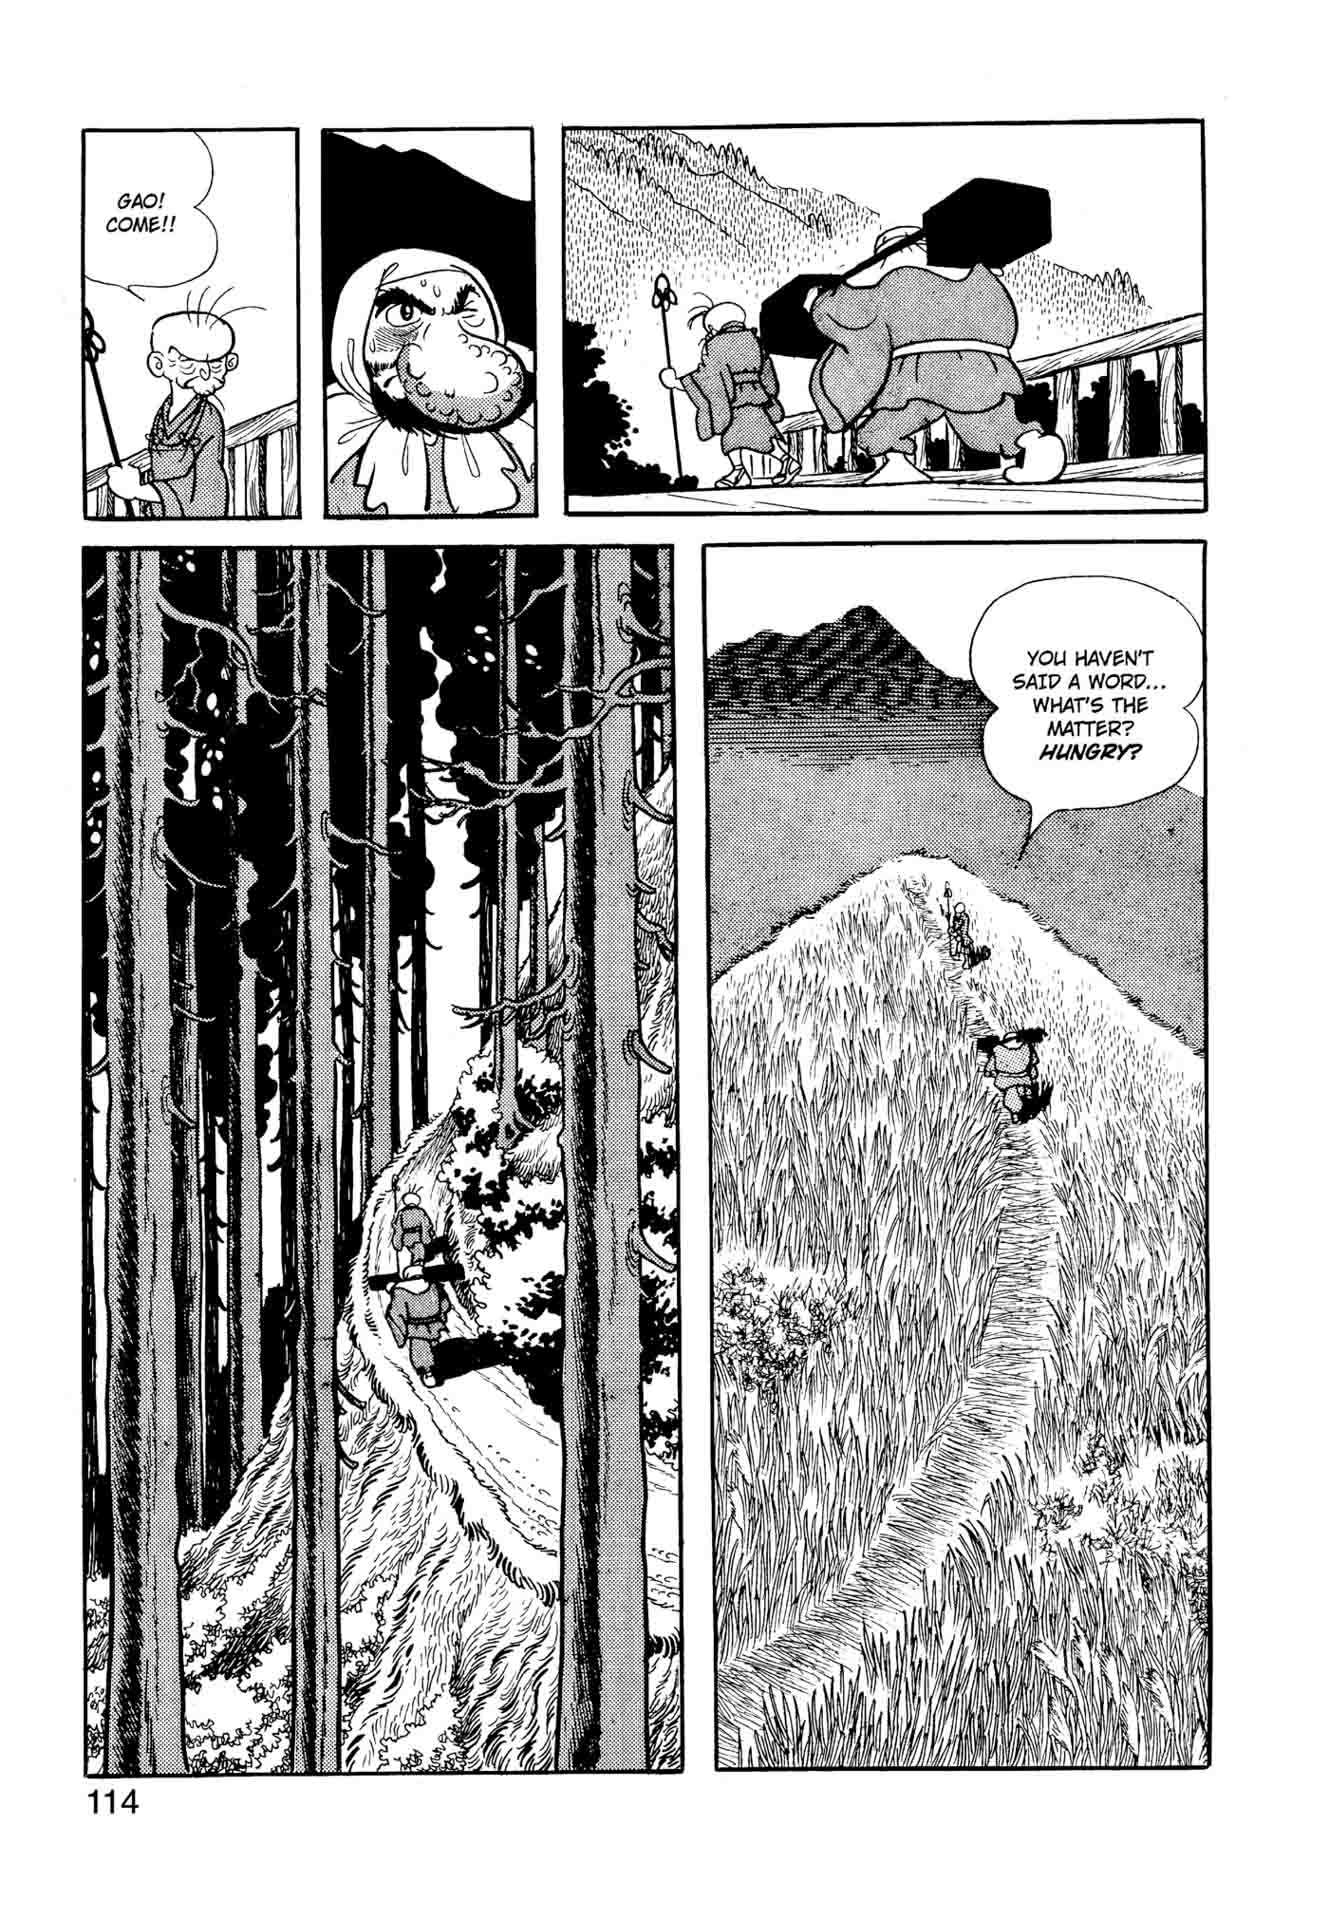 GAO!
COME!!
YOU HAVEN'T
SAID A WORD...
WHAT'S THE
MATTER?
HUNGRY?
114